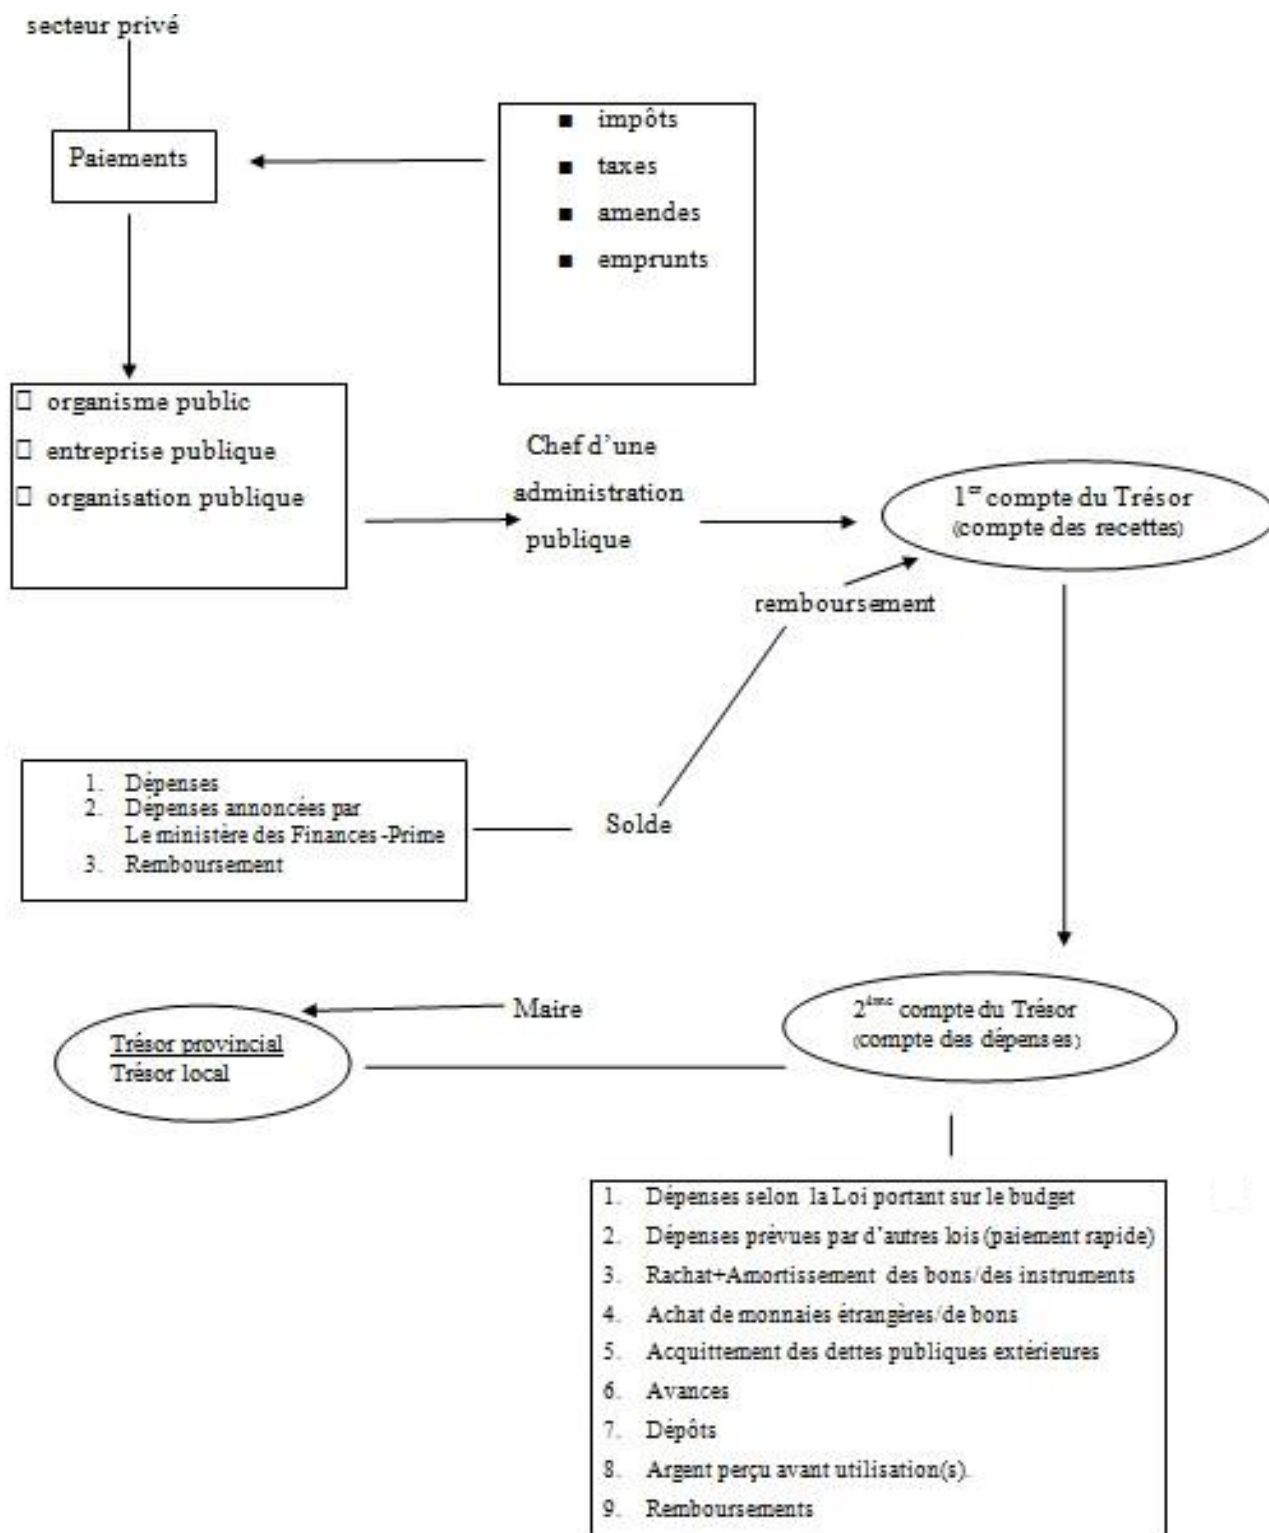 secteur privé
Paiements
■ impôts
■ taxes
■ amendes
■ emprunts
□ organisme public
□ entreprise publique
□ organisation publique
Chef d’une
administration
publique
1er compte du Trésor
(compte des recettes)
remboursement
1. Dépenses
2. Dépenses annoncées par
Le ministère des Finances -Prime
3. Remboursement
Solde
Maire
Trésor provincial
Trésor local
2ème compte du Trésor
(compte des dépenses)
1. Dépenses selon la Loi portant sur le budget
2. Dépenses prévues par d’autres lois (paiement rapide)
3. Rachat+Amortissement des bons/des instruments
4. Achat de monnaies étrangères/de bons
5. Acquittement des dettes publiques extérieures
6. Avances
7. Dépôts
8. Argent perçu avant utilisation(s).
9. Remboursements